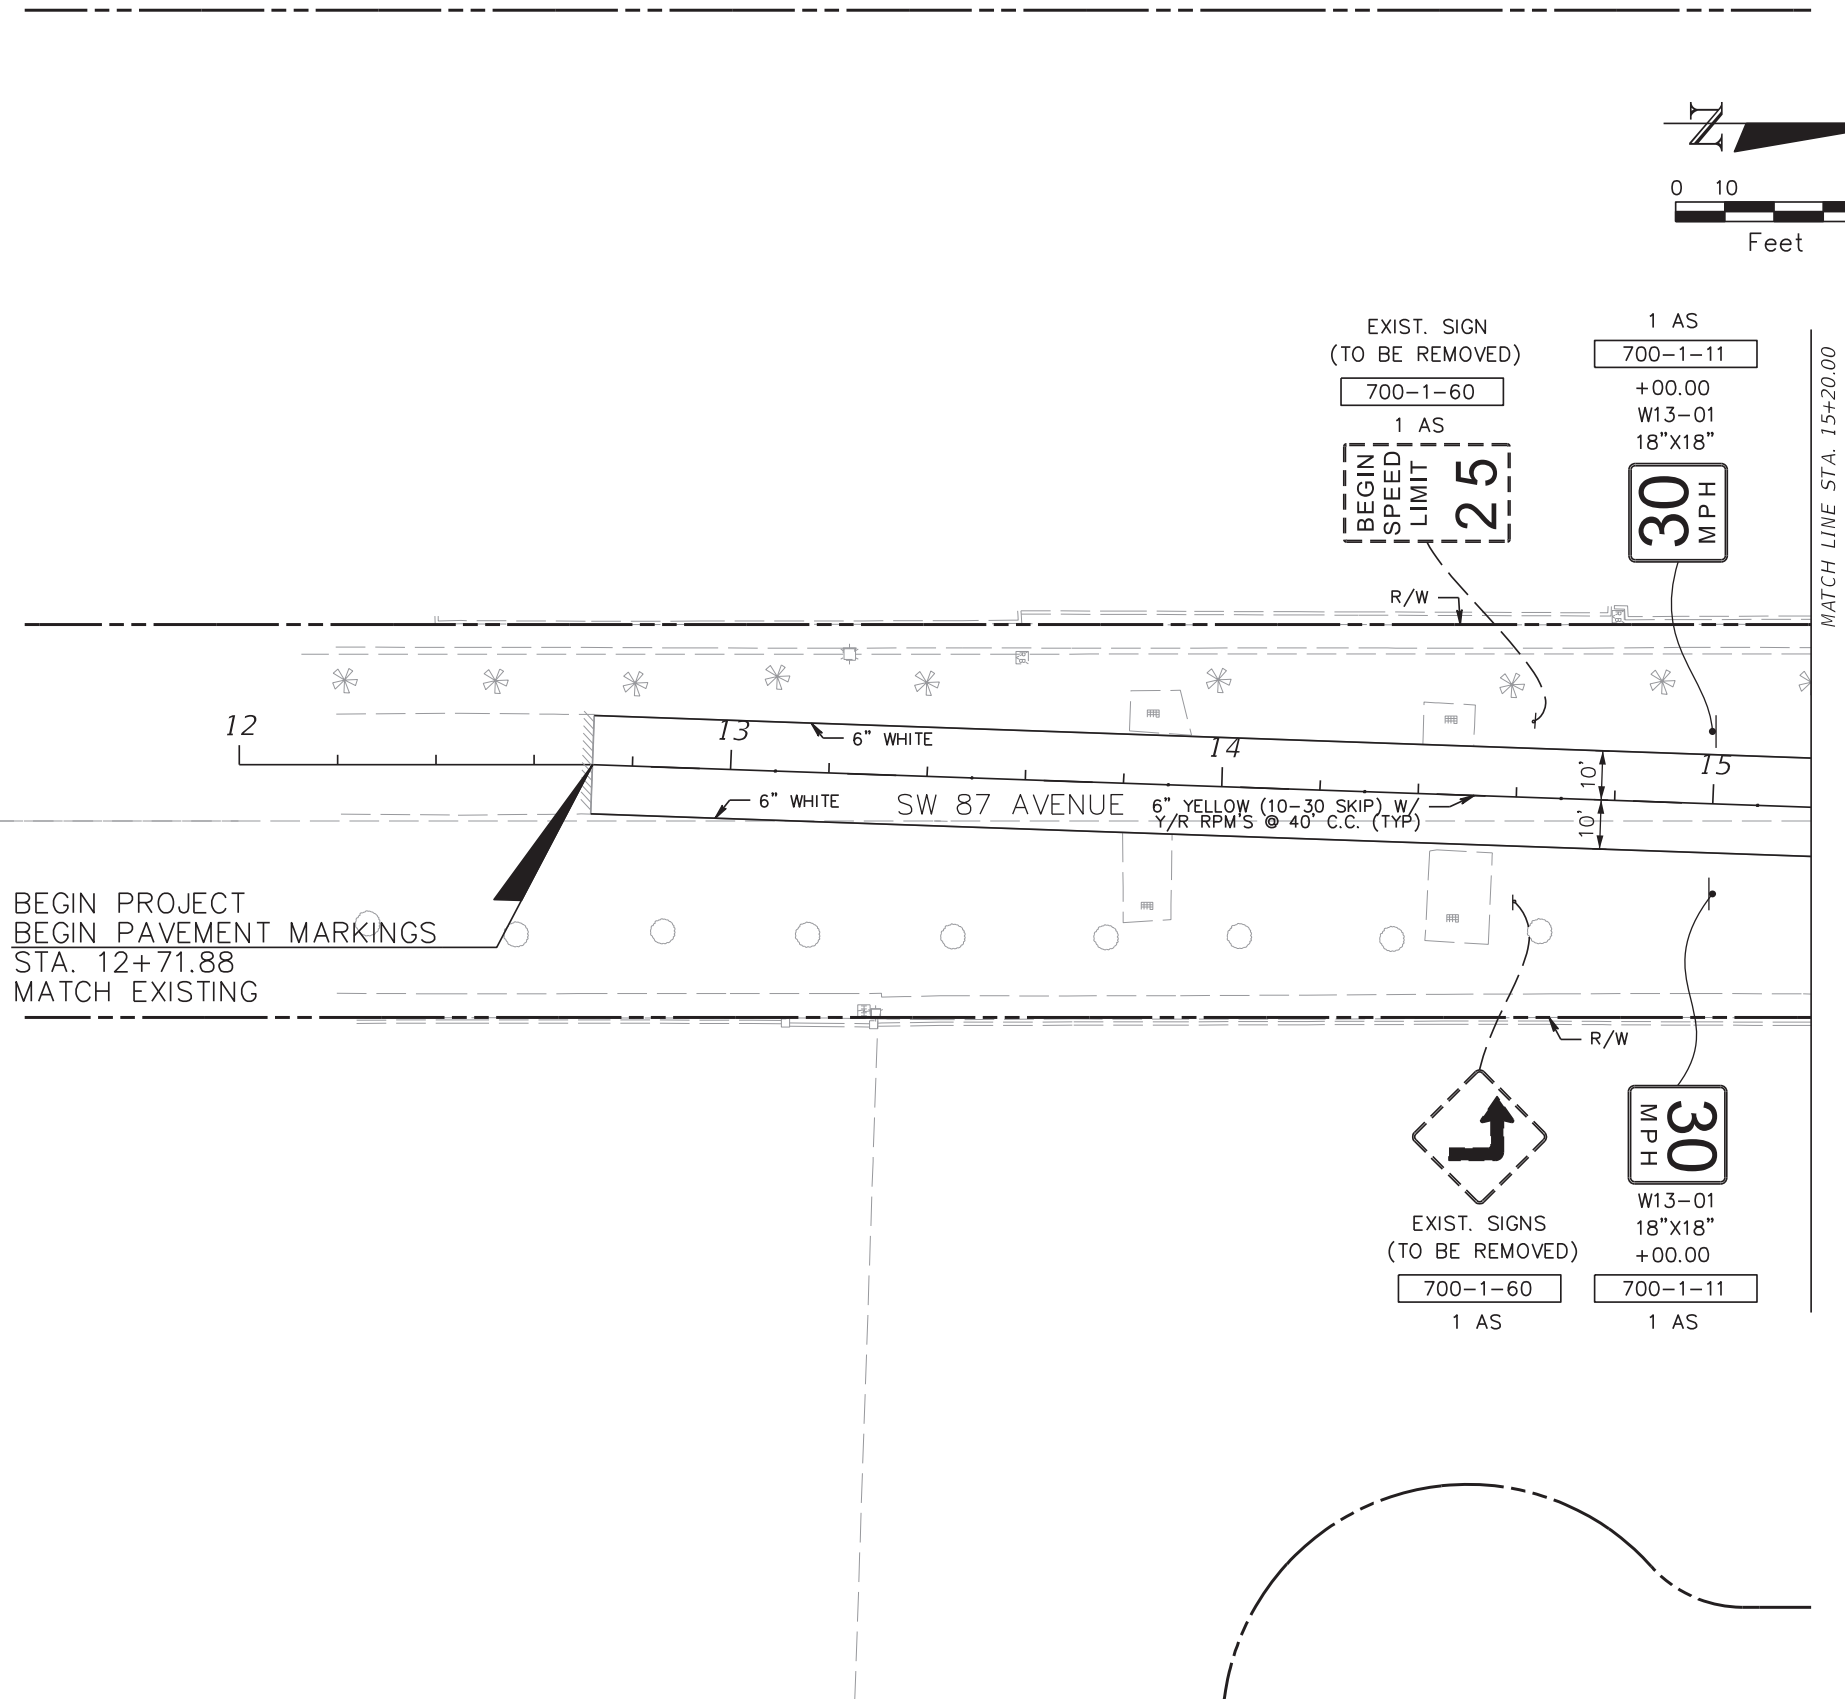 N
0 10
Feet
EXIST. SIGN
(TO BE REMOVED)
700-1-60
1 AS
BEGIN
SPEED
LIMIT
25
1 AS
700-1-11
+00.00
W13-01
18"X18"
30
MPH
MATCH LINE STA. 15+20.00
R/W
12
13
14
15
6" WHITE
6" WHITE
SW 87 AVENUE
6" YELLOW (10-30 SKIP) W/
Y/R RPM'S @ 40' C.C. (TYP)
10'
10'
BEGIN PROJECT
BEGIN PAVEMENT MARKINGS
STA. 12+71.88
MATCH EXISTING
R/W
EXIST. SIGNS
(TO BE REMOVED)
700-1-60
1 AS
30
MPH
W13-01
18"X18"
+00.00
700-1-11
1 AS